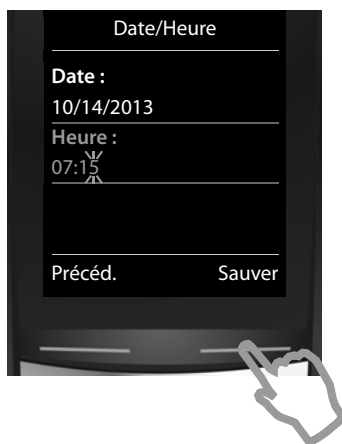 Date/Heure
Date :
10/14/2013
Heure :
07:15
Précéd. Sauver